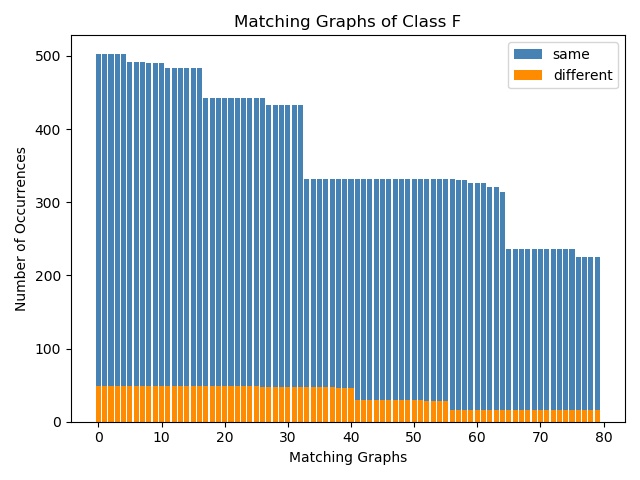 Matching Graphs of Class F
same
different
Number of Occurrences
500
400
300
200
100
0
0 10 20 30 40 50 60 70 80
Matching Graphs